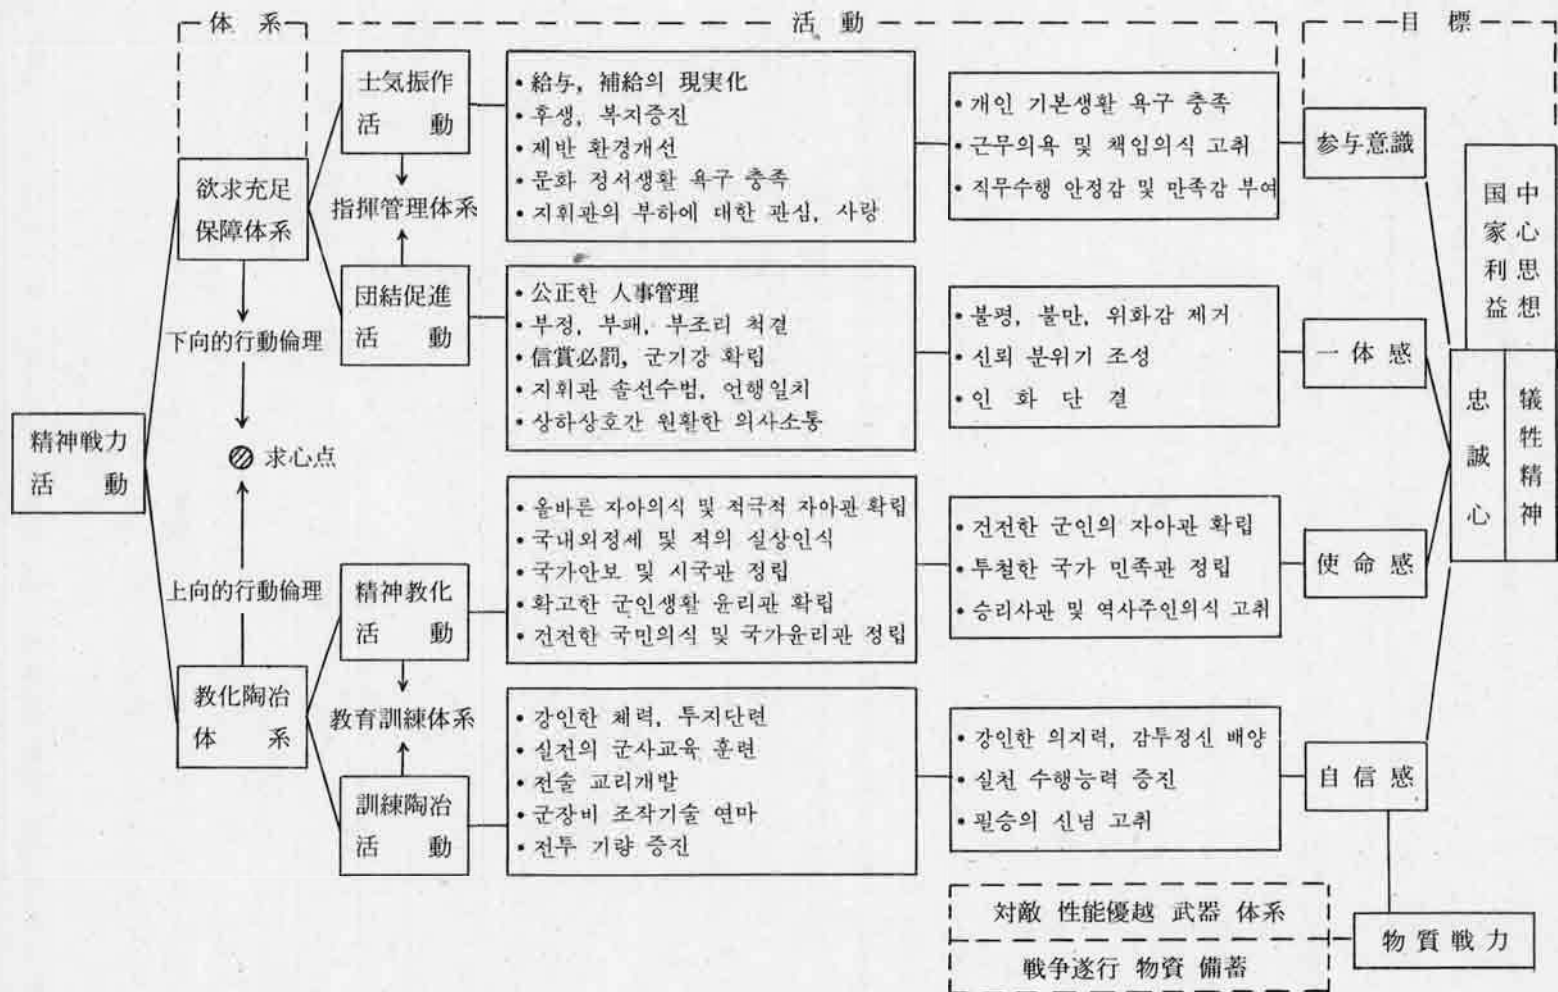 体系
活動
目標
士気振作
活動
• 給与, 補給의 現実化
• 후생, 복지증진
• 제반 환경개선
• 문화 정서생활 욕구 충족
• 지휘관의 부하에 대한 관심, 사랑
• 개인 기본생활 욕구 충족
• 근무의욕 및 책임의식 고취
• 직무수행 안정감 및 만족감 부여
参与意識
欲求充足
保障体系
指揮管理体系
団結促進
活動
• 公正한 人事管理
• 부정, 부패, 부조리 척결
• 信賞必罰, 군기강 확립
• 지휘관 솔선수범, 언행일치
• 상하상호간 원활한 의사소통
• 불평, 불만, 위화감 제거
• 신뢰 분위기 조성
• 인 화 단 결
一体感
下向的行動倫理
精神戦力
活動
求心点
上向的行動倫理
精神教化
活動
• 올바른 자아의식 및 적극적 자아관 확립
• 국내외정세 및 적의 실상인식
• 국가안보 및 시국관 정립
• 확고한 군인생활 윤리관 확립
• 건전한 국민의식 및 국가윤리관 정립
• 건전한 군인의 자아관 확립
• 투철한 국가 민족관 정립
• 승리사관 및 역사주인의식 고취
使命感
教化陶冶
体系
教育訓練体系
訓練陶冶
活動
• 강인한 체력, 투지단련
• 실전의 군사교육 훈련
• 전술 교리개발
• 군장비 조작기술 연마
• 전투 기량 증진
• 강인한 의지력, 감투정신 배양
• 실천 수행능력 증진
• 필승의 신념 고취
自信感
中心思想
国家利益
犠牲精神
忠誠心
対敵 性能優越 武器 体系
戦争遂行 物資 備蓄
物質戦力